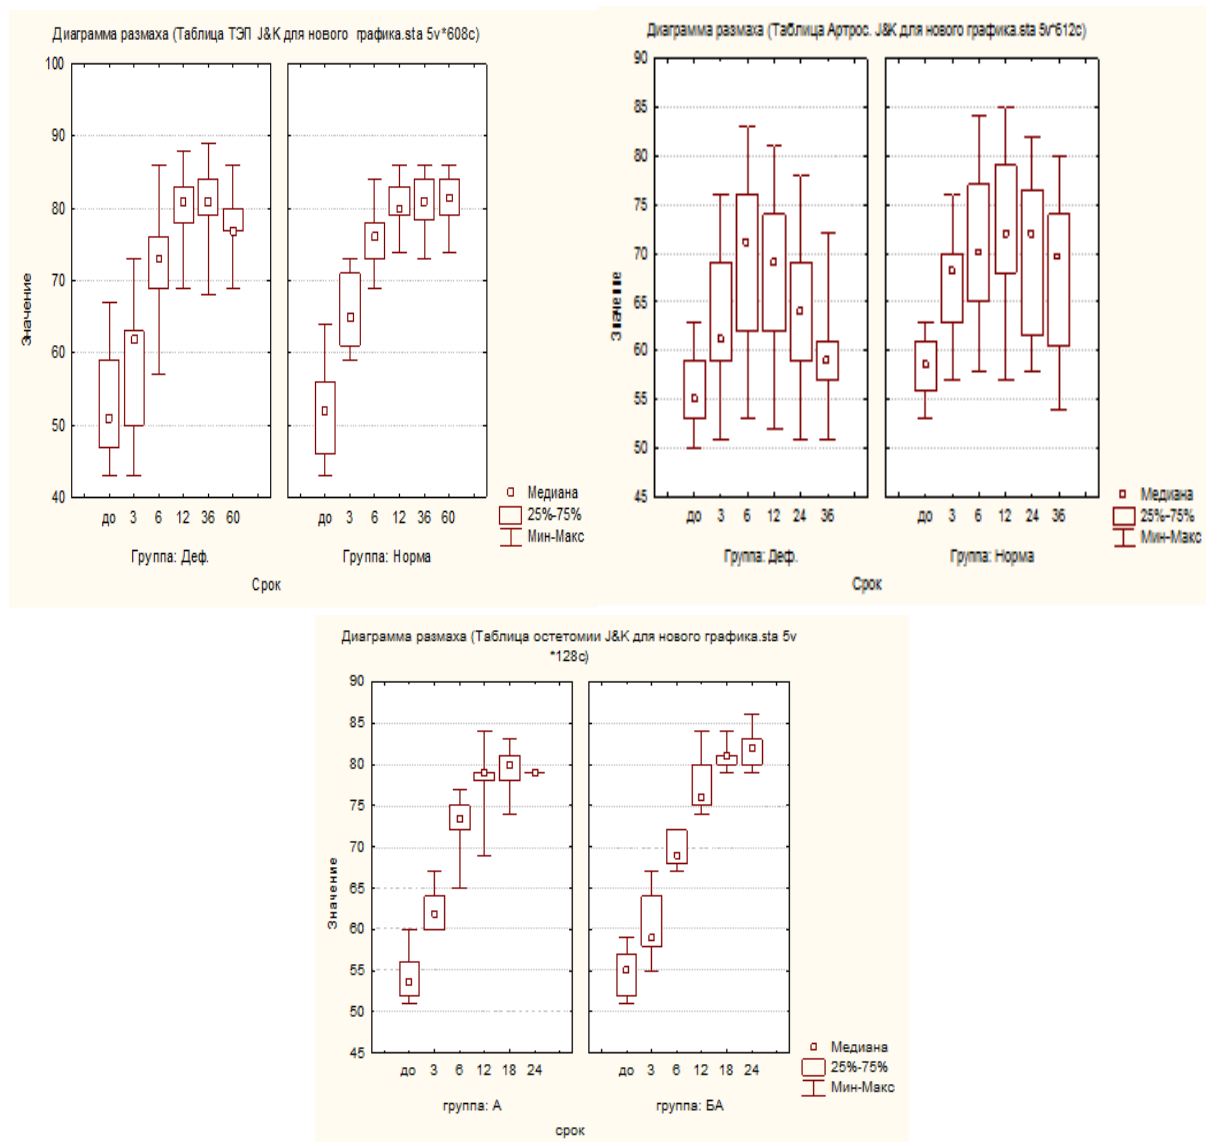 Диаграмма размаха (Таблица ТЭП J&K для нового графика.sta 5v*608c)
Значение
100
90
80
70
60
50
40
до 3 6 12 36 60
Группа: Деф.
до 3 6 12 36 60
Группа: Норма
Срок
Медиана
25%-75%
Мин-Макс
Диаграмма размаха (Таблица Артрос. J&K для нового графика.sta 5v*612c)
Значение
90
85
80
75
70
65
60
55
50
45
до 3 6 12 24 36
Группа: Деф.
до 3 6 12 24 36
Группа: Норма
Срок
Медиана
25%-75%
Мин-Макс
Диаграмма размаха (Таблица остетомии J&K для нового графика.sta 5v
*128c)
Значение
90
85
80
75
70
65
60
55
50
45
до 3 6 12 18 24
группа: А
до 3 6 12 18 24
группа: БА
срок
Медиана
25%-75%
Мин-Макс